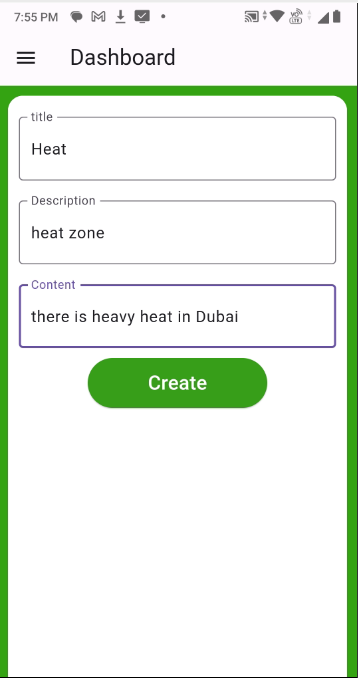 7:55 PM
Dashboard
title
Heat
Description
heat zone
Content
there is heavy heat in Dubai
Create